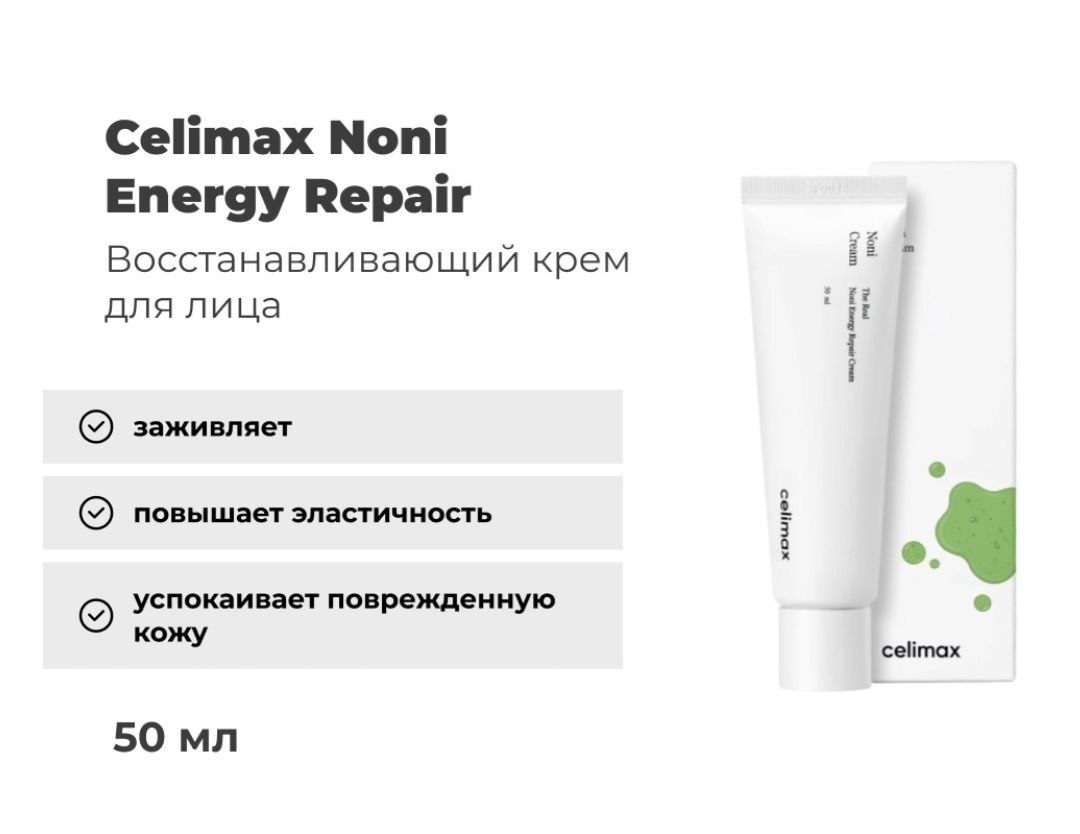 Celimax Noni
Energy Repair
Восстанавливающий крем
для лица
заживляет
повышает эластичность
успокаивает поврежденную
кожу
50 мл
Noni
Cream
The Real
Noni Energy Repair Cream
50 ml
celimax
celimax